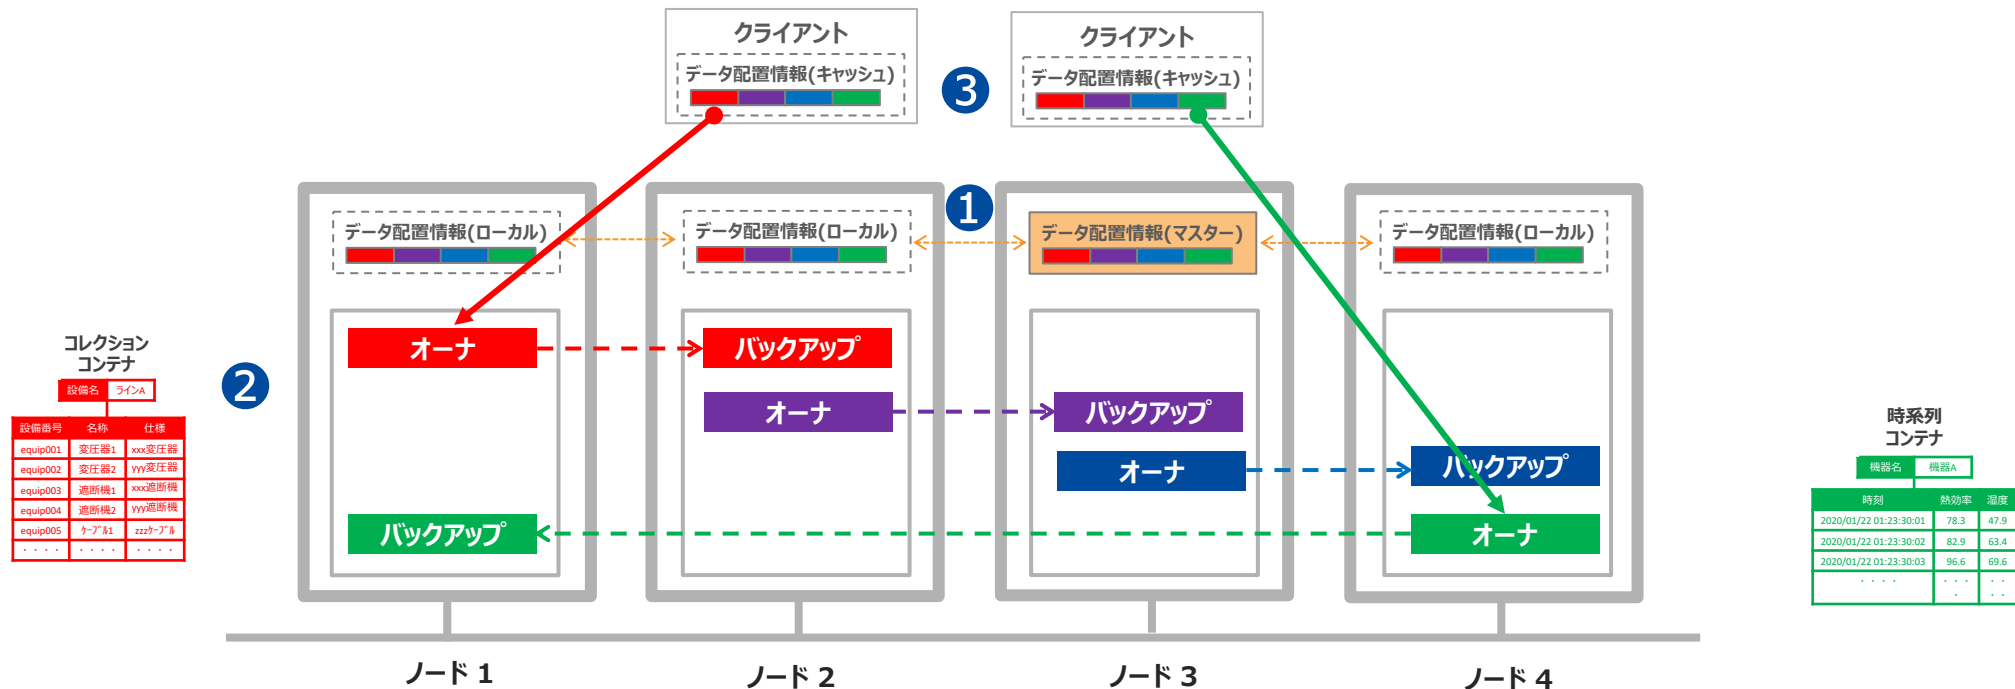 クライアント
データ配置情報(キャッシュ)
3
クライアント
データ配置情報(キャッシュ)
1
データ配置情報(ローカル)
データ配置情報(ローカル)
データ配置情報(マスター)
データ配置情報(ローカル)
オーナ
バックアップ
オーナ
バックアップ
オーナ
バックアップ
バックアップ
オーナ
2
コレクション
コンテナ
設備名 ラインA
設備番号 名称 仕様
equip001 変圧器1 xxx変圧器
equip002 変圧器2 yyy変圧器
equip003 遮断機1 xxx遮断機
equip004 遮断機2 yyy遮断機
equip005 ケーブル1 zzzケーブル
・・・・ ・・・・ ・・・・
時系列
コンテナ
機器名 機器A
時刻 熱効率 湿度
2020/01/22 01:23:30:01 78.3 47.9
2020/01/22 01:23:30:02 82.9 63.4
2020/01/22 01:23:30:03 96.6 69.6
・・・・ ・・・・ ・・・・
ノード 1
ノード 2
ノード 3
ノード 4